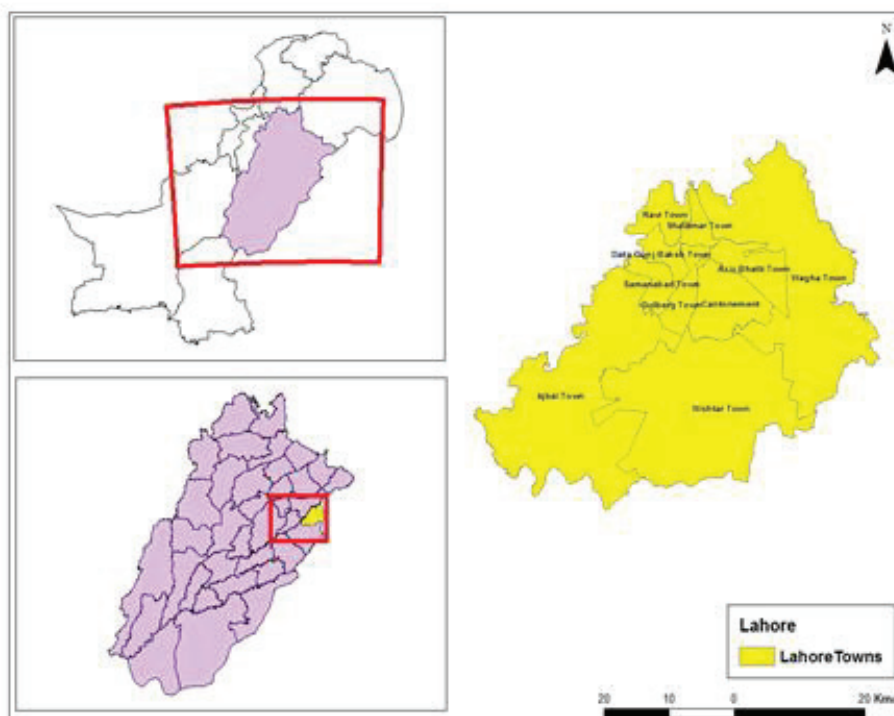 N
Ravi Town
Shalimar Town
Data Gunj Baksh Town
Aziz Bhatti Town
Wagha Town
Samanabad Town
Gulberg Town
Cantonement
Iqbal Town
Nishtar Town
Lahore
Lahore Towns
20 10 0 20 Kms